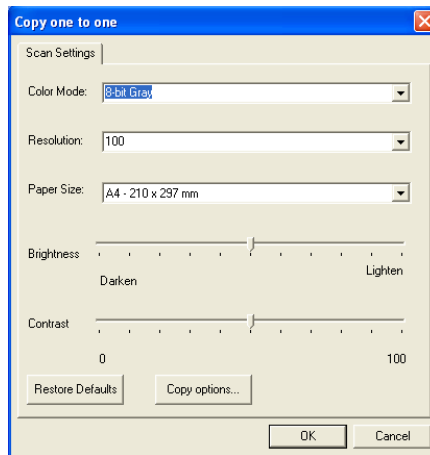 Copy one to one
Scan Settings
Color Mode: 8-bit Gray
Resolution: 100
Paper Size: A4 - 210 x 297 mm
Brightness
Darken Lighten
Contrast
0 100
Restore Defaults Copy options...
OK Cancel